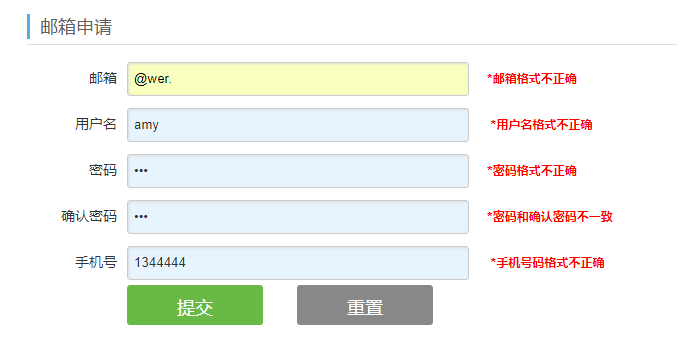 邮箱申请
邮箱 @wer. *邮箱格式不正确
用户名 amy *用户名格式不正确
密码 ••• *密码格式不正确
确认密码 ••• *密码和确认密码不一致
手机号 1344444 *手机号码格式不正确
提交 重置